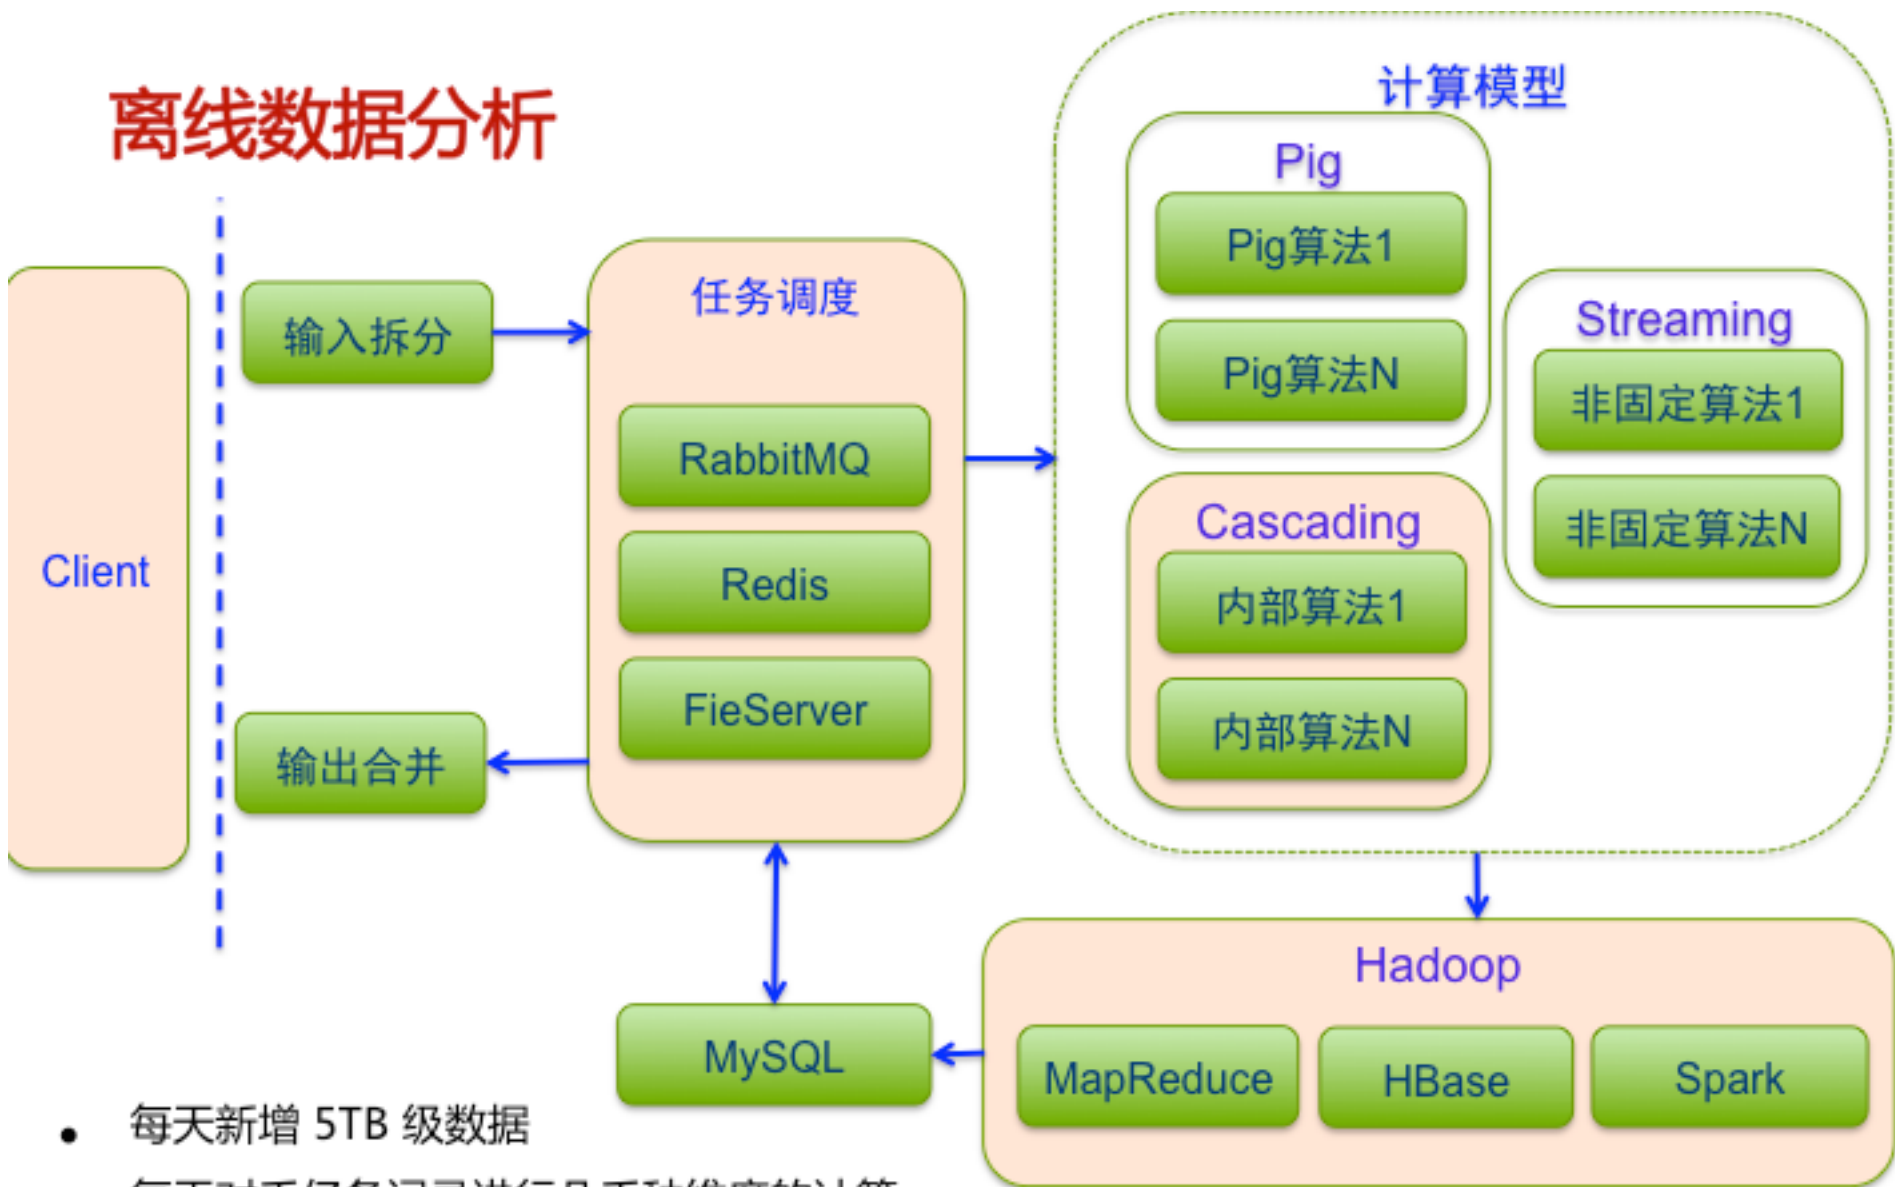 离线数据分析
Client
输入拆分
输出合并
任务调度
RabbitMQ
Redis
FieServer
MySQL
计算模型
Pig
Pig算法1
Pig算法N
Streaming
非固定算法1
非固定算法N
Cascading
内部算法1
内部算法N
Hadoop
MapReduce
HBase
Spark
• 每天新增 5TB 级数据